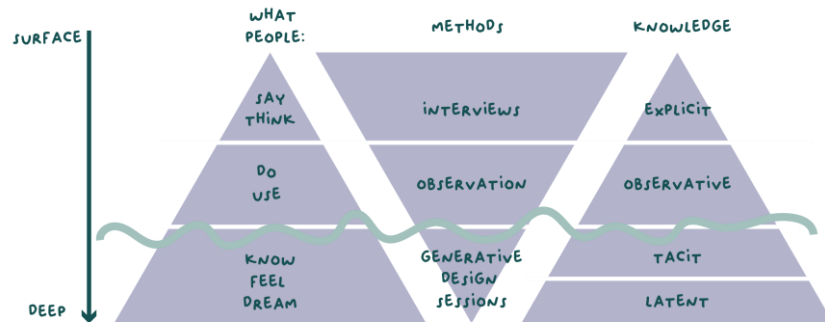 WHAT
PEOPLE:
METHODS
KNOWLEDGE
SURFACE
SAY
THINK
INTERVIEWS
EXPLICIT
DO
USE
OBSERVATION
OBSERVATIVE
KNOW
FEEL
DREAM
GENERATIVE
DESIGN
SESSIONS
TACIT
LATENT
DEEP